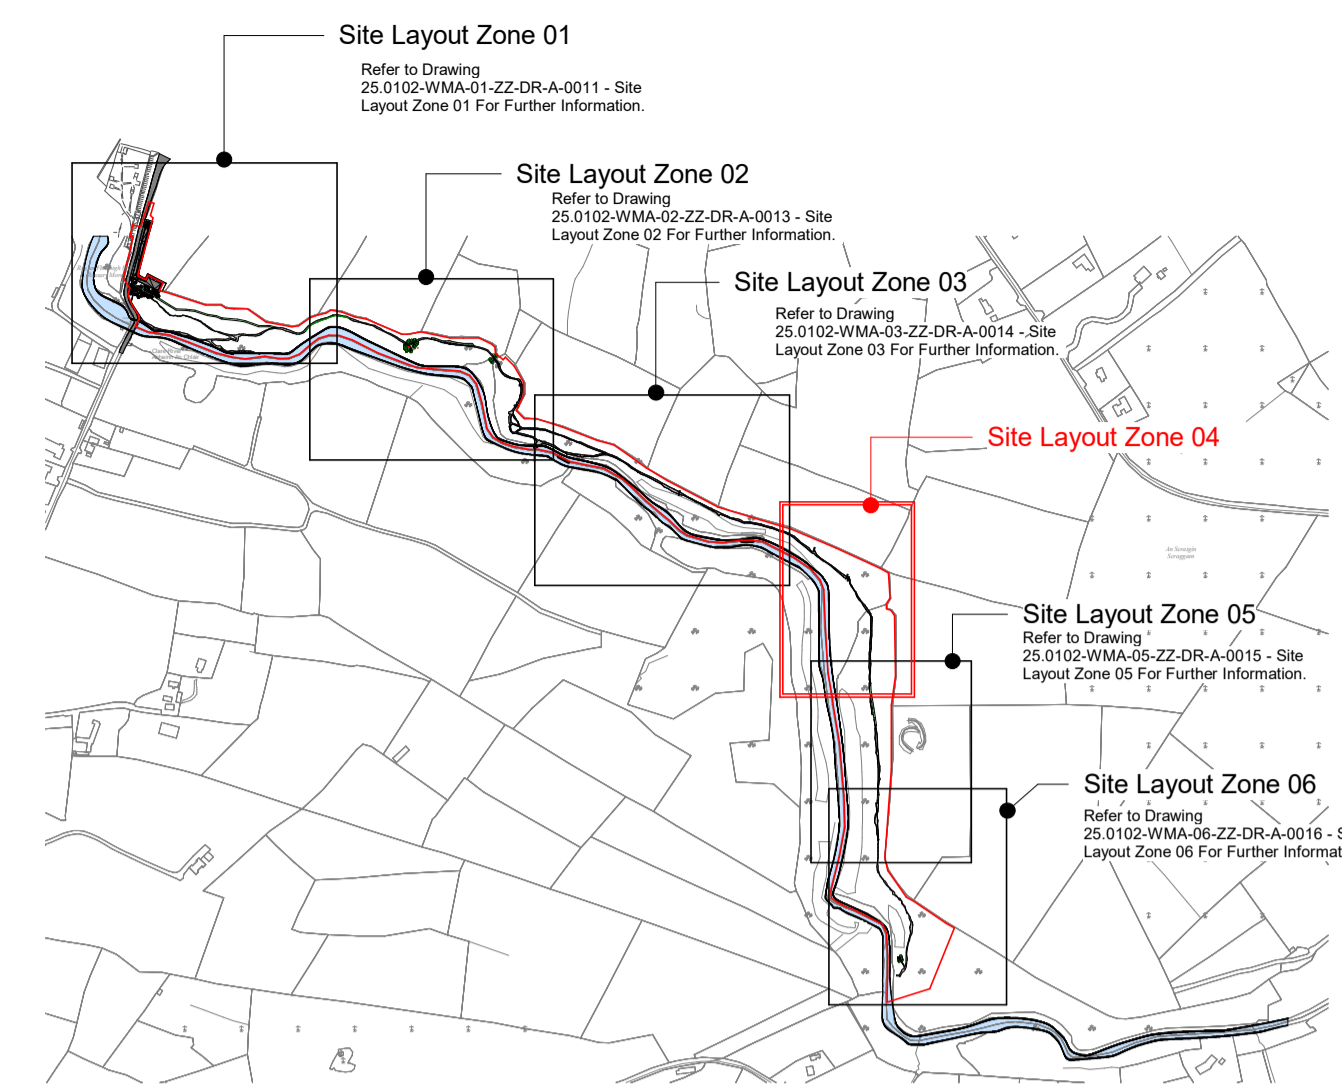 Site Layout Zone 01
Refer to Drawing
25.0102-WMA-01-ZZ-DR-A-0011 - Site
Layout Zone 01 For Further Information.
Site Layout Zone 02
Refer to Drawing
25.0102-WMA-02-ZZ-DR-A-0013 - Site
Layout Zone 02 For Further Information.
Site Layout Zone 03
Refer to Drawing
25.0102-WMA-03-ZZ-DR-A-0014 - Site
Layout Zone 03 For Further Information.
Site Layout Zone 04
Site Layout Zone 05
Refer to Drawing
25.0102-WMA-05-ZZ-DR-A-0015 - Site
Layout Zone 05 For Further Information.
Site Layout Zone 06
Refer to Drawing
25.0102-WMA-06-ZZ-DR-A-0016 - S
Layout Zone 06 For Further Informat